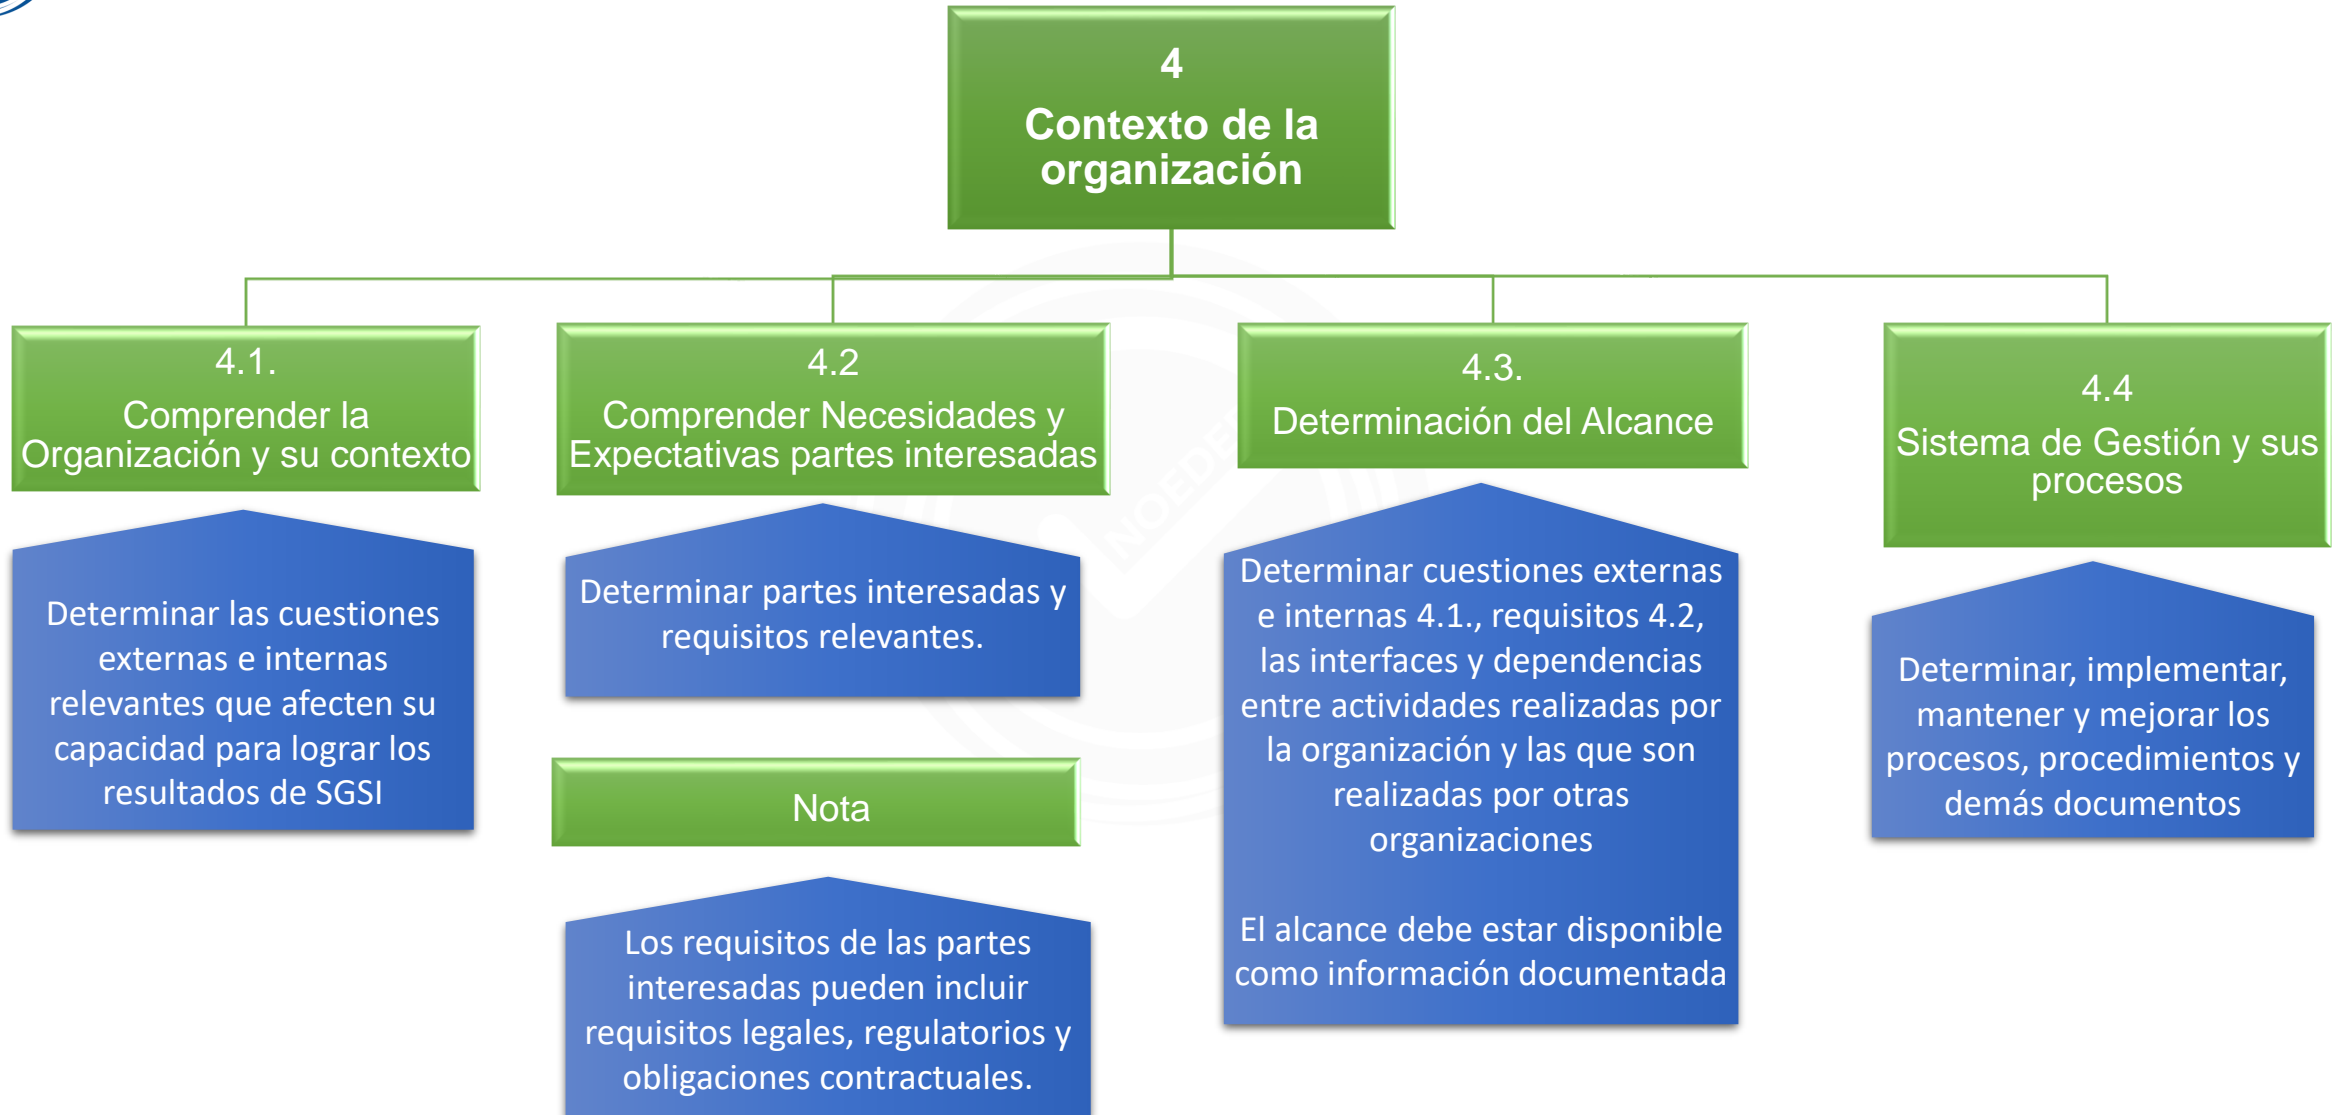 4
Contexto de la
organización
4.1.
Comprender la
Organización y su contexto
4.2
Comprender Necesidades y
Expectativas partes interesadas
4.3.
Determinación del Alcance
4.4
Sistema de Gestión y sus
procesos
Determinar las cuestiones
externas e internas
relevantes que afecten su
capacidad para lograr los
resultados de SGSI
Determinar partes interesadas y
requisitos relevantes.
Nota
Los requisitos de las partes
interesadas pueden incluir
requisitos legales, regulatorios y
obligaciones contractuales.
Determinar cuestiones externas
e internas 4.1., requisitos 4.2,
las interfaces y dependencias
entre actividades realizadas por
la organización y las que son
realizadas por otras
organizaciones
El alcance debe estar disponible
como información documentada
Determinar, implementar,
mantener y mejorar los
procesos, procedimientos y
demás documentos